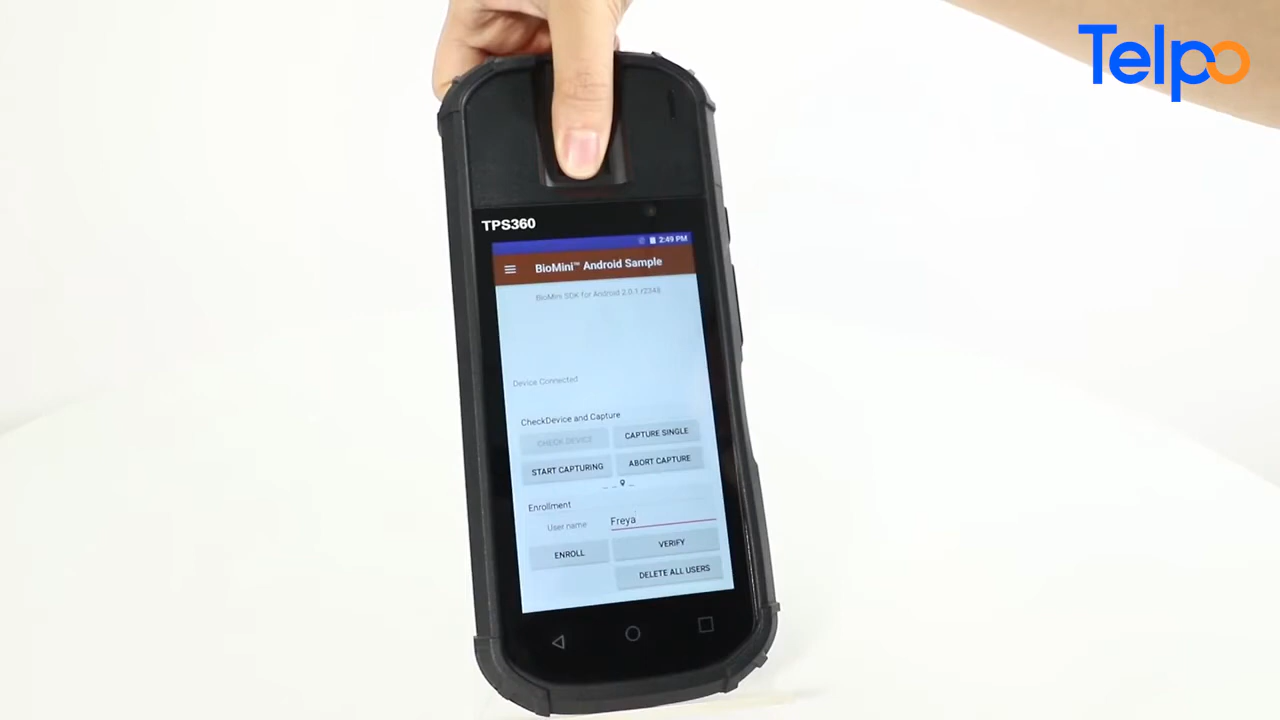 Telpo
TPS360
2:49 PM
BioMini™ Android Sample
BioMini SDK for Android 2.0.1.r2343
Device Connected
CheckDevice and Capture
CHECK DEVICE
CAPTURE SINGLE
START CAPTURING
ABORT CAPTURE
Enrollment
User name
Freya
ENROLL
VERIFY
DELETE ALL USERS